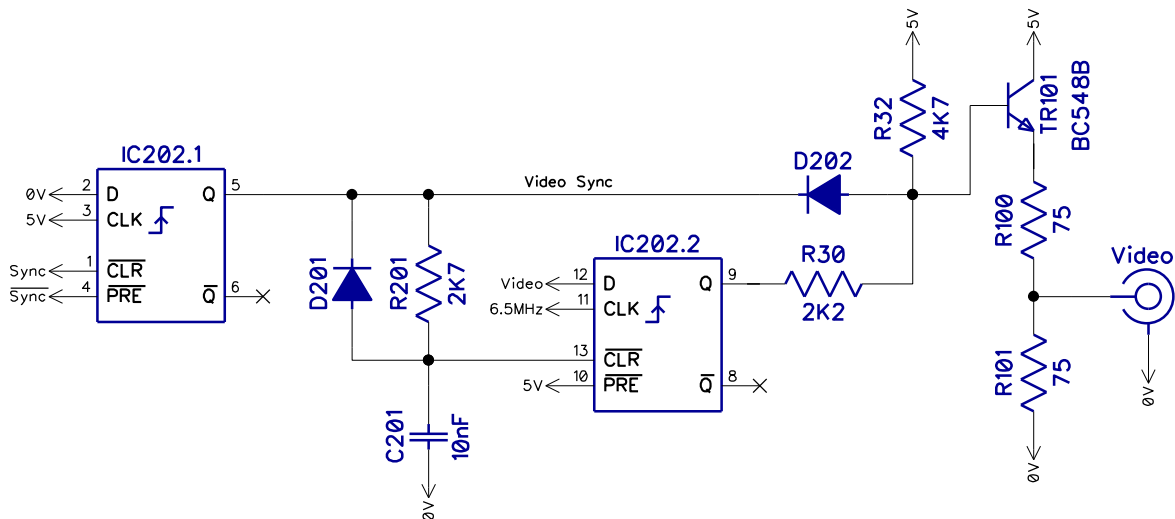 IC202.1
0V
2
D
Q
5
5V
3
CLK
Sync
1
CLR
Sync
4
PRE
Q
6
D201
R201
2K7
C201
10nF
0V
Video Sync
IC202.2
Video
12
D
Q
9
6.5MHz
11
CLK
13
CLR
5V
10
PRE
Q
8
D202
R30
2K2
5V
R32
4K7
5V
TR101
BC548B
R100
75
Video
R101
75
0V
0V